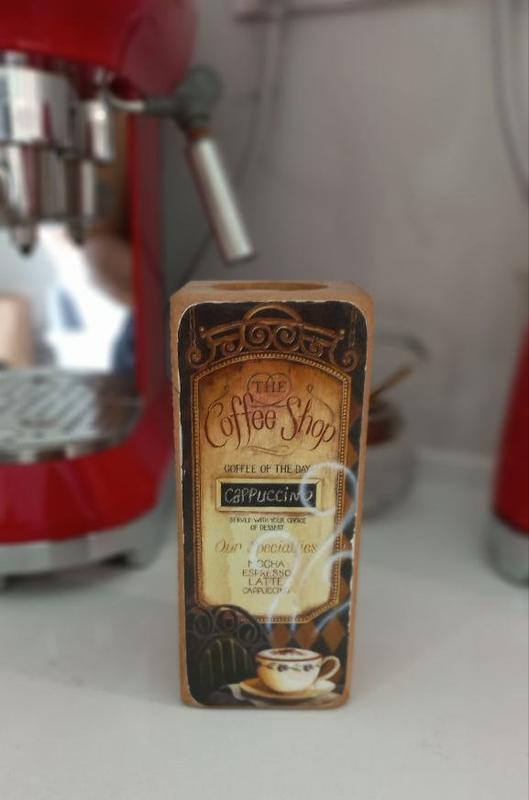 THE
Coffee Shop
COFFEE OF THE DAY
CAPPUCCINO
SERVED WITH YOUR CHOICE
OF DESSERT
Our Specialties
MOCHA
ESPRESSO
LATTE
CAPPUCCINO